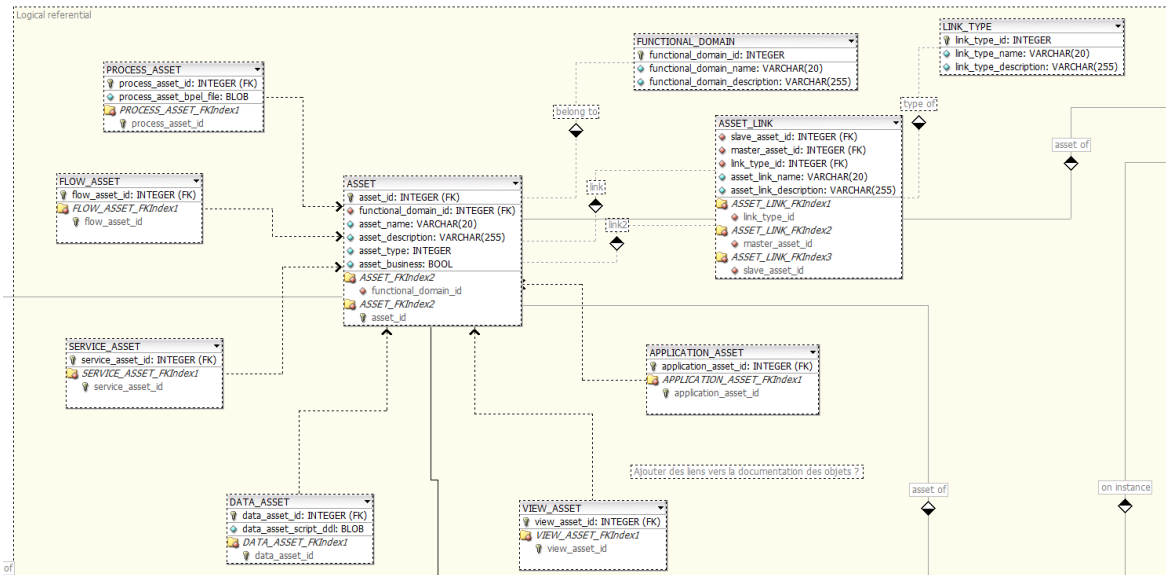 Logical referential
LINK_TYPE
link_type_id: INTEGER
link_type_name: VARCHAR(20)
link_type_description: VARCHAR(255)
FUNCTIONAL_DOMAIN
functional_domain_id: INTEGER
functional_domain_name: VARCHAR(20)
functional_domain_description: VARCHAR(255)
PROCESS_ASSET
process_asset_id: INTEGER (FK)
process_asset_bpel_file: BLOB
PROCESS_ASSET_FKIndex1
process_asset_id
belong to
type of
ASSET_LINK
slave_asset_id: INTEGER (FK)
master_asset_id: INTEGER (FK)
link_type_id: INTEGER (FK)
asset_link_name: VARCHAR(20)
asset_link_description: VARCHAR(255)
ASSET_LINK_FKIndex1
link_type_id
ASSET_LINK_FKIndex2
master_asset_id
ASSET_LINK_FKIndex3
slave_asset_id
asset of
FLOW_ASSET
flow_asset_id: INTEGER (FK)
FLOW_ASSET_FKIndex1
flow_asset_id
ASSET
asset_id: INTEGER (FK)
functional_domain_id: INTEGER (FK)
asset_name: VARCHAR(20)
asset_description: VARCHAR(255)
asset_type: INTEGER
asset_business: BOOL
ASSET_FKIndex2
functional_domain_id
ASSET_FKIndex2
asset_id
link
link2
SERVICE_ASSET
service_asset_id: INTEGER (FK)
SERVICE_ASSET_FKIndex1
service_asset_id
APPLICATION_ASSET
application_asset_id: INTEGER (FK)
APPLICATION_ASSET_FKIndex1
application_asset_id
Ajouter des liens vers la documentation des objets ?
asset of
on instance
DATA_ASSET
data_asset_id: INTEGER (FK)
data_asset_script_ddl: BLOB
DATA_ASSET_FKIndex1
data_asset_id
VIEW_ASSET
view_asset_id: INTEGER (FK)
VIEW_ASSET_FKIndex1
view_asset_id
of